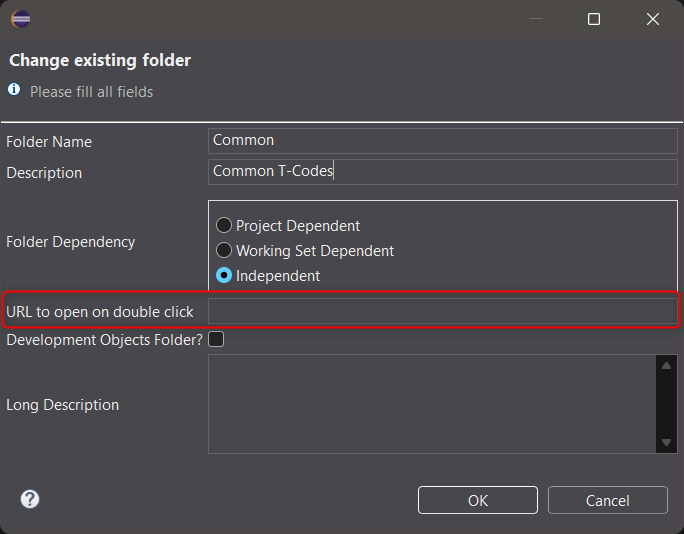 Change existing folder
Please fill all fields
Folder Name Common
Description Common T-Codes
Folder Dependency
Project Dependent
Working Set Dependent
Independent
URL to open on double click
Development Objects Folder?
Long Description
OK Cancel